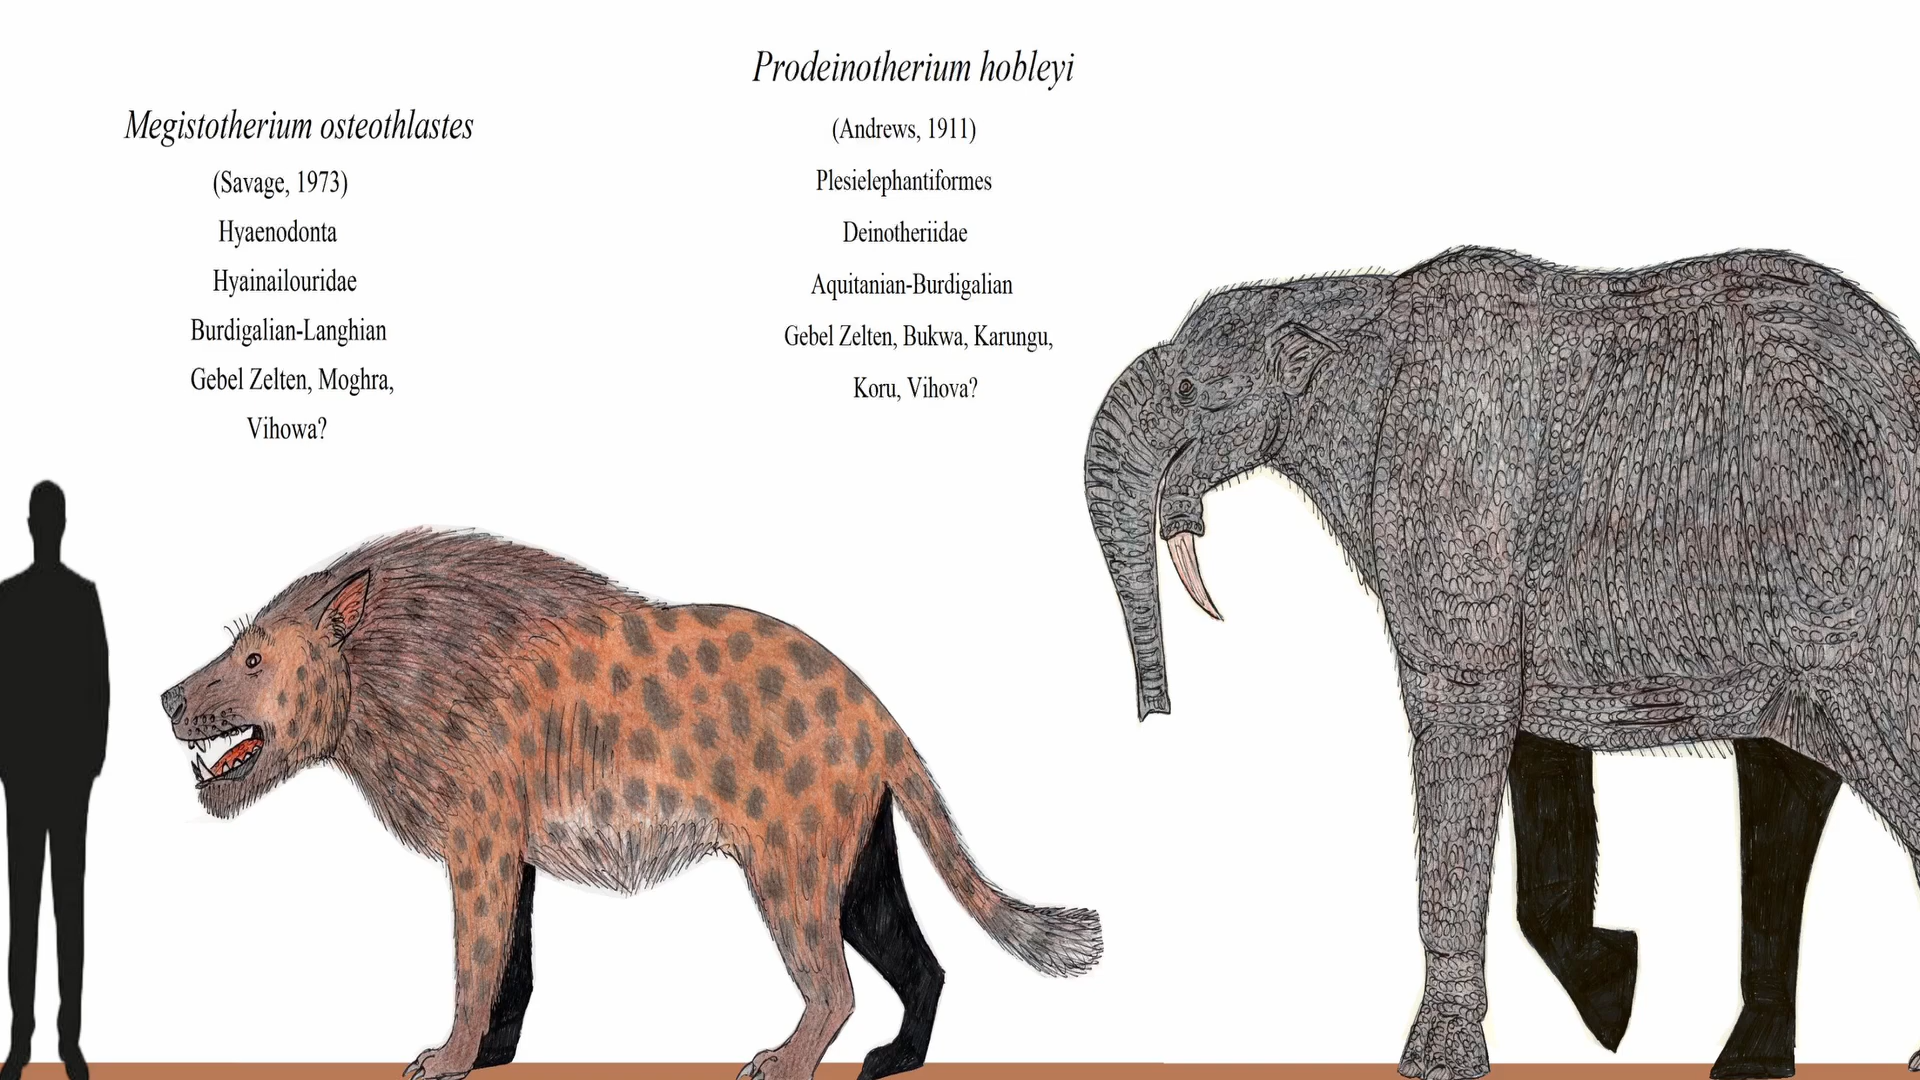 Megistotherium osteothlastes
(Savage, 1973)
Hyaenodonta
Hyainailouridae
Burdigalian-Langhian
Gebel Zelten, Moghra,
Vihowa?
Prodeinotherium hobleyi
(Andrews, 1911)
Plesielephantiformes
Deinotheriidae
Aquitanian-Burdigalian
Gebel Zelten, Bukwa, Karungu,
Koru, Vihova?